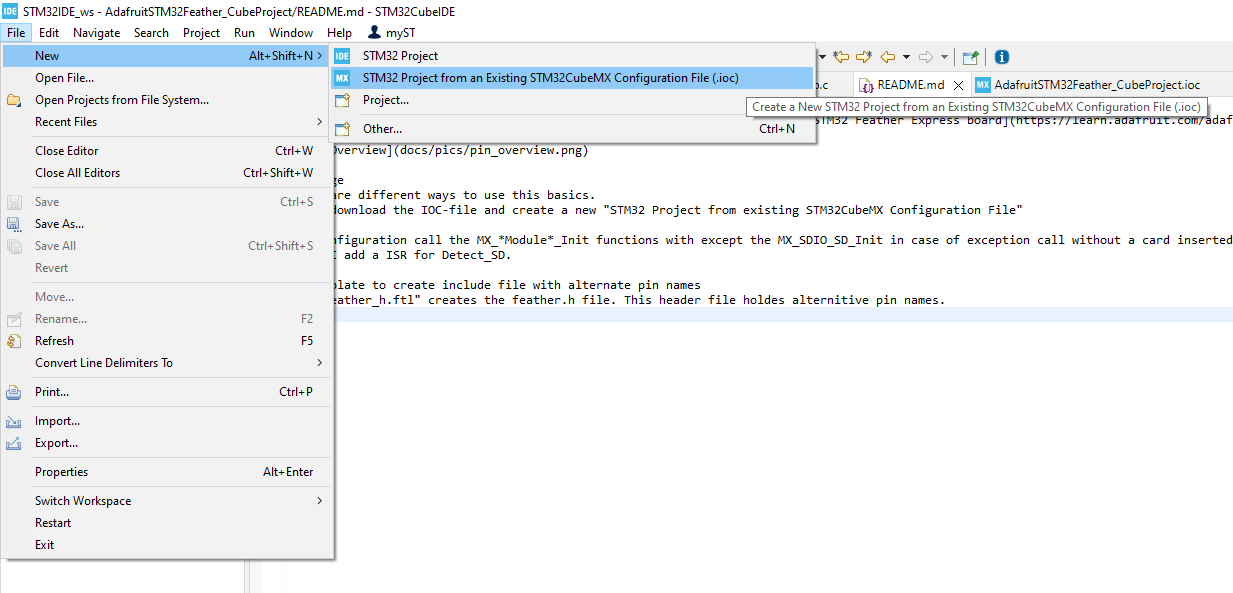 IDE STM32IDE_ws - AdafruitSTM32Feather_CubeProject/README.md - STM32CubeIDE
File Edit Navigate Search Project Run Window Help myST
New Alt+Shift+N >
Open File...
Open Projects from File System...
Recent Files >
Close Editor Ctrl+W
Close All Editors Ctrl+Shift+W
Save Ctrl+S
Save As...
Save All Ctrl+Shift+S
Revert
Move...
Rename... F2
Refresh F5
Convert Line Delimiters To >
Print... Ctrl+P
Import...
Export...
Properties Alt+Enter
Switch Workspace >
Restart
Exit
IDE STM32 Project
MX STM32 Project from an Existing STM32CubeMX Configuration File (.ioc)
Project...
Other... Ctrl+N
.c README.md MX AdafruitSTM32Feather_CubeProject.ioc
Create a New STM32 Project from an Existing STM32CubeMX Configuration File (.ioc)
STM32 Feather Express board](https://learn.adafruit.com/adaf
Overview](docs/pics/pin_overview.png)
ge
are different ways to use this basics.
download the IOC-file and create a new "STM32 Project from existing STM32CubeMX Configuration File"
nfiguration call the MX_*Module*_Init functions with except the MX_SDIO_SD_Init in case of exception call without a card inserted
I add a ISR for Detect_SD.
plate to create include file with alternate pin names
eather_h.ftl" creates the feather.h file. This header file holdes alternitive pin names.